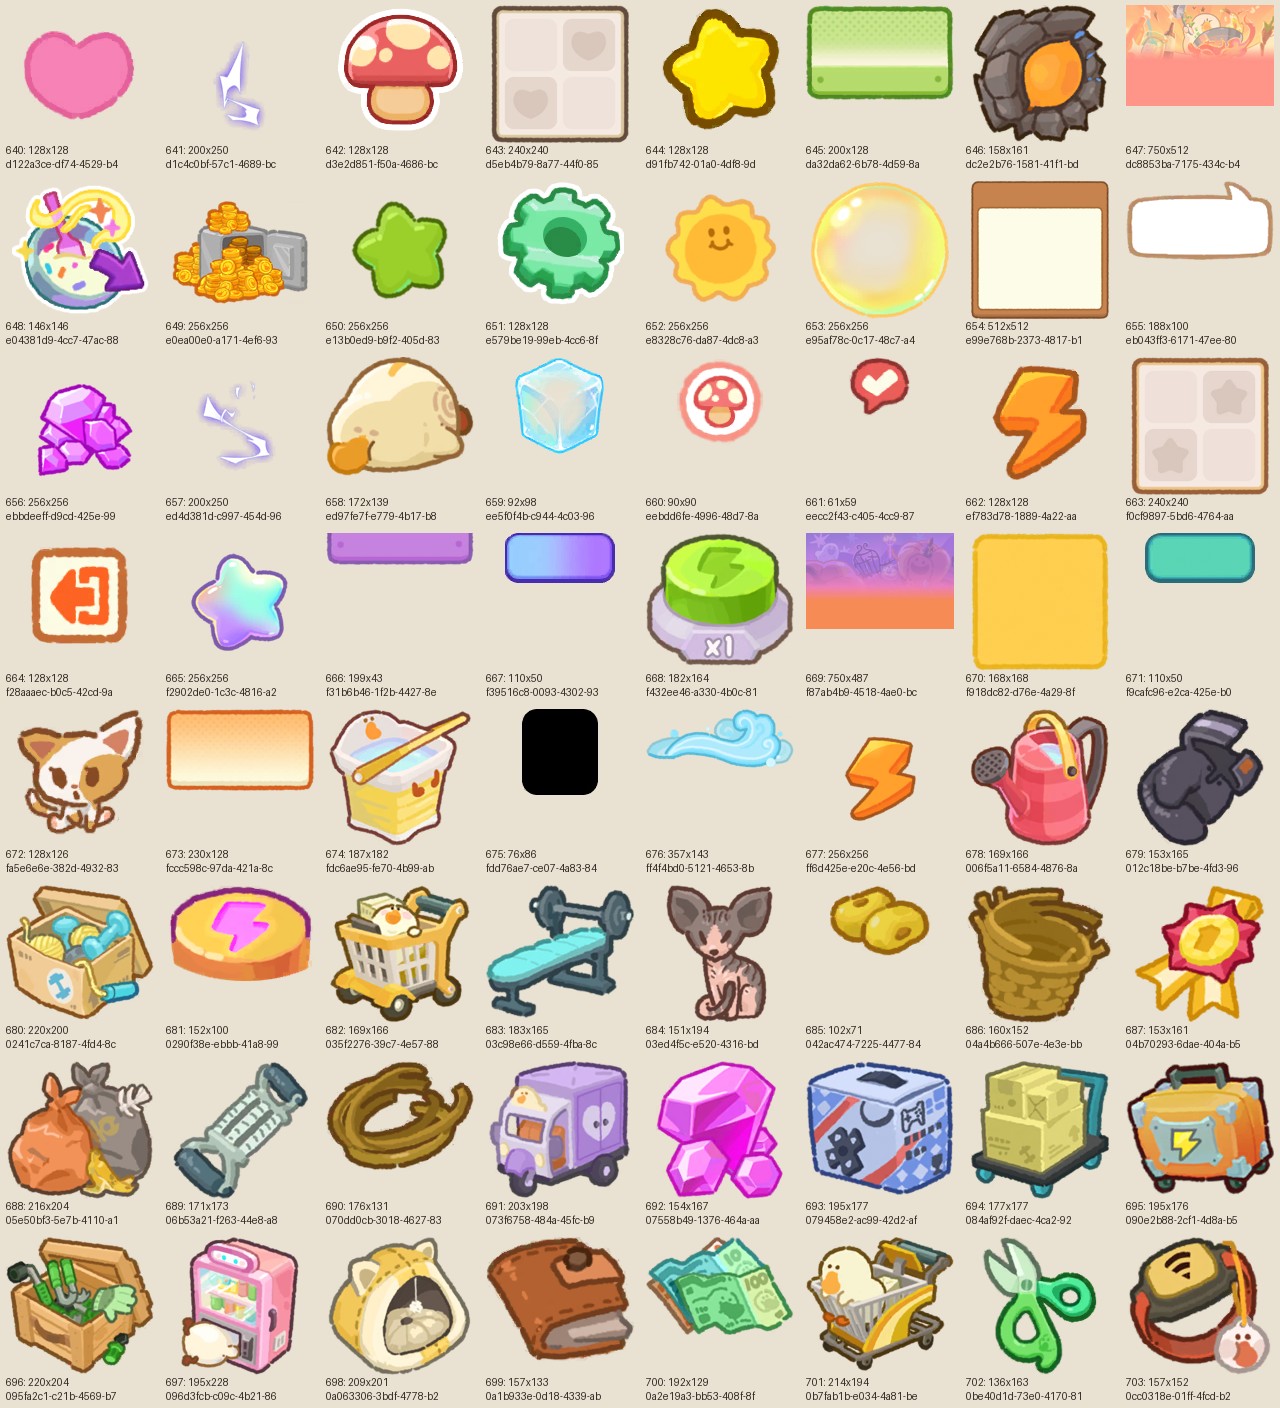 640: 128x128
d122a3ce-df74-4529-b4
641: 200x250
d1c4c0bf-57c1-4689-bc
642: 128x128
d3e2d851-f50a-4686-bc
643: 240x240
d5eb4b79-8a77-44f0-85
644: 128x128
d91fb742-01a0-4df8-9d
645: 200x128
da32da62-6b78-4d59-8a
646: 158x161
dc2e2b76-1581-41f1-bd
647: 750x512
dc8853ba-7175-434c-b4
648: 146x146
e04381d9-4cc7-47ac-88
649: 256x256
e0ea00e0-a171-4ef6-93
650: 256x256
e13b0ed9-b9f2-405d-83
651: 128x128
e579be19-99eb-4cc6-8f
652: 256x256
e8328c76-da87-4dc8-a3
653: 256x256
e95af78c-0c17-48c7-a4
654: 512x512
e99e768b-2373-4817-b1
655: 188x100
eb043ff3-6171-47ee-80
656: 256x256
ebbdeeff-d9cd-425e-99
657: 200x250
ed4d381d-c997-454d-96
658: 172x139
ed97fe7f-e779-4b17-b8
659: 92x98
ee5f0f4b-c944-4c03-96
660: 90x90
eebdd6fe-4996-48d7-8a
661: 61x59
eecc2f43-c405-4cc9-87
662: 128x128
ef783d78-1889-4a22-aa
663: 240x240
f0cf9897-5bd6-4764-aa
664: 128x128
f28aaaec-b0c5-42cd-9a
665: 256x256
f2902de0-1c3c-4816-a2
666: 199x43
f31b6b46-1f2b-4427-8e
667: 110x50
f39516c8-0093-4302-93
x1
668: 182x164
f432ee46-a330-4b0c-81
669: 750x487
f87ab4b9-4518-4ae0-bc
670: 168x168
f918dc82-d76e-4a29-8f
671: 110x50
f9cafc96-e2ca-425e-b0
672: 128x126
fa5e6e6e-382d-4932-83
673: 230x128
fccc598c-97da-421a-8c
674: 187x182
fdc6ae95-fe70-4b99-ab
675: 76x86
fdd76ae7-ce07-4a83-84
676: 357x143
ff4f4bd0-5121-4653-8b
677: 256x256
ff6d425e-e20c-4e56-bd
678: 169x166
006f5a11-6584-4876-8a
679: 153x165
012c18be-b7be-4fd3-96
680: 220x200
0241c7ca-8187-4fd4-8c
681: 152x100
0290f38e-ebbb-41a8-99
682: 169x166
035f2276-39c7-4e57-88
683: 183x165
03c98e66-d559-4fba-8c
684: 151x194
03ed4f5c-e520-4316-bd
685: 102x71
042ac474-7225-4477-84
686: 160x152
04a4b666-507e-4e3e-bb
687: 153x161
04b70293-6dae-404a-b5
688: 216x204
05e50bf3-5e7b-4110-a1
689: 171x173
06b53a21-f263-44e8-a8
690: 176x131
070dd0cb-3018-4627-83
691: 203x198
073f6758-484a-45fc-b9
692: 154x167
07558b49-1376-464a-aa
693: 195x177
079458e2-ac99-42d2-af
694: 177x177
084af92f-daec-4ca2-92
695: 195x176
090e2b88-2cf1-4d8a-b5
100
696: 220x204
095fa2c1-c21b-4569-b7
697: 195x228
096d3fcb-c09c-4b21-86
698: 209x201
0a063306-3bdf-4778-b2
699: 157x133
0a1b933e-0d18-4339-ab
700: 192x129
0a2e19a3-bb53-408f-8f
701: 214x194
0b7fab1b-e034-4a81-be
702: 136x163
0be40d1d-73e0-4170-81
703: 157x152
0cc0318e-01ff-4fcd-b2